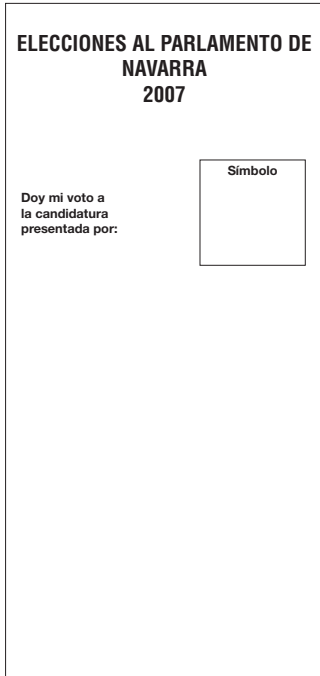 ELECCIONES AL PARLAMENTO DE
NAVARRA
2007
Símbolo
Doy mi voto a
la candidatura
presentada por: